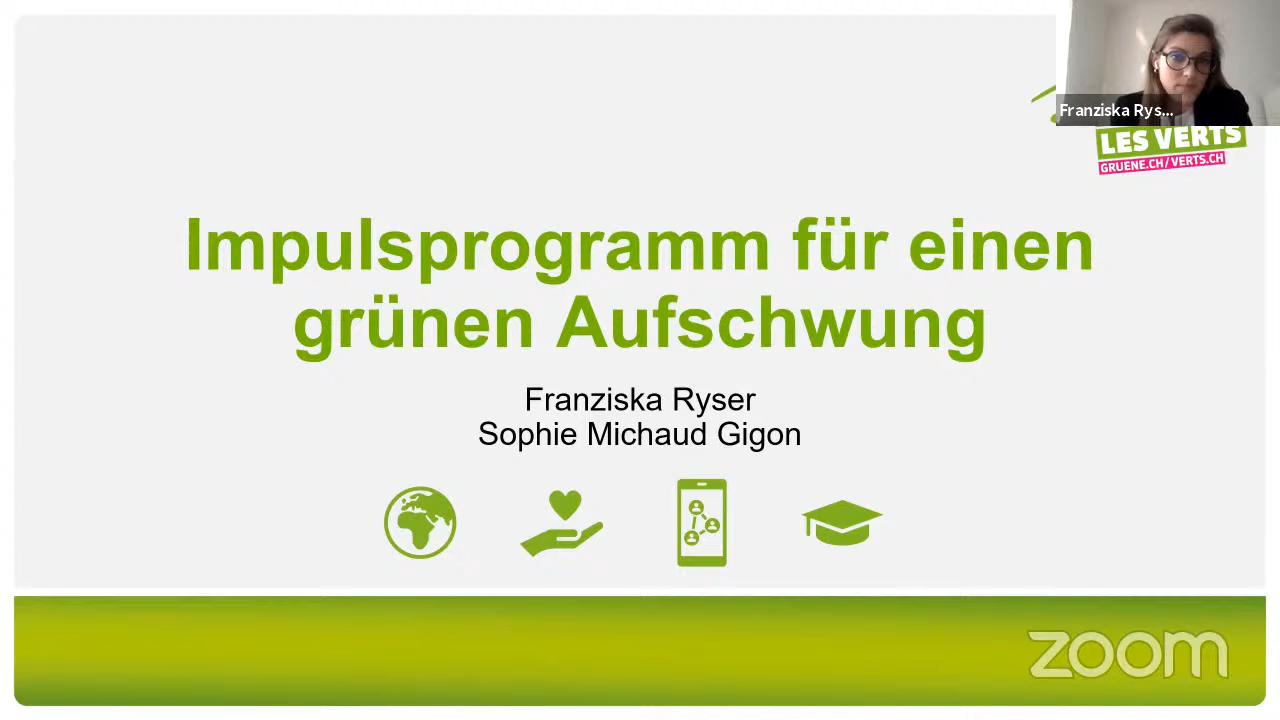 Franziska Rys...
LES VERTS
GRUENE.CH/VERTS.CH
Impulsprogramm für einen
grünen Aufschwung
Franziska Ryser
Sophie Michaud Gigon
zoom